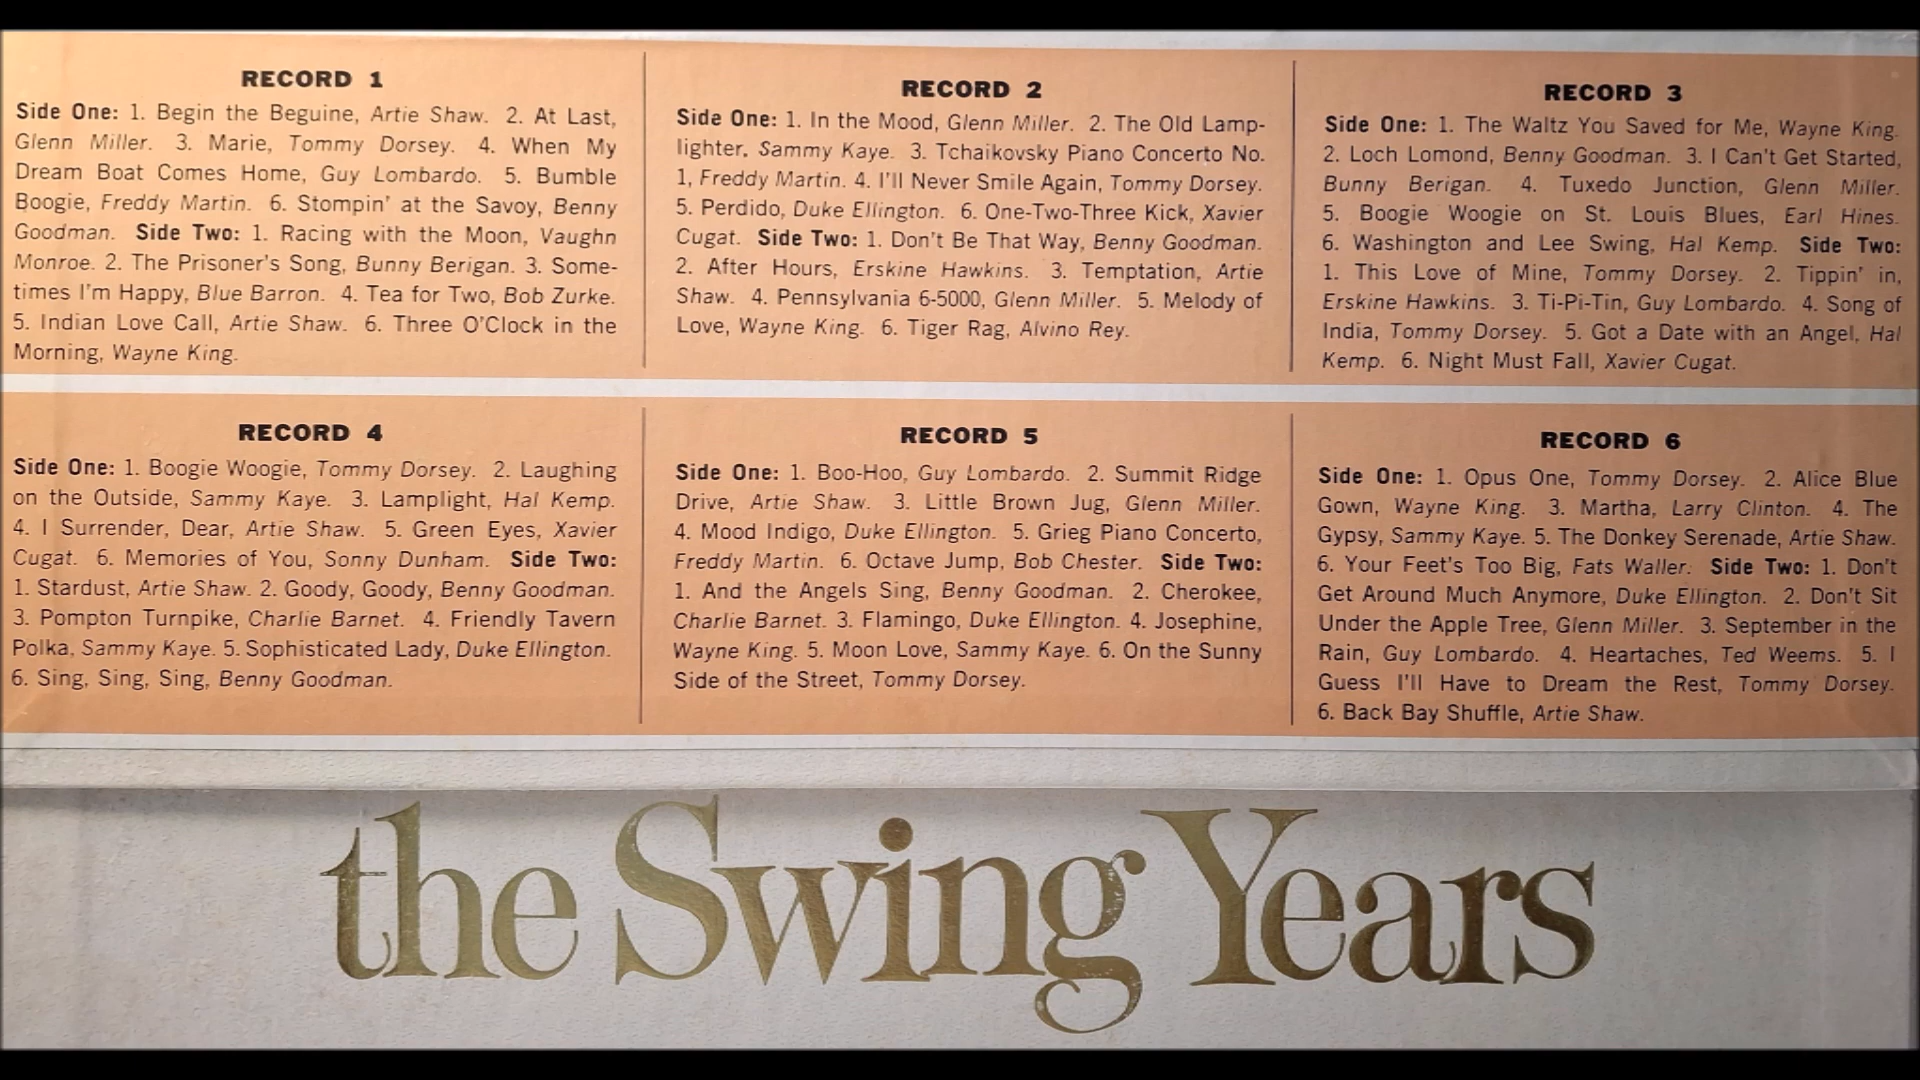 RECORD 1
Side One: 1. Begin the Beguine, Artie Shaw. 2. At Last,
Glenn Miller. 3. Marie, Tommy Dorsey. 4. When My
Dream Boat Comes Home, Guy Lombardo. 5. Bumble
Boogie, Freddy Martin. 6. Stompin' at the Savoy, Benny
Goodman. Side Two: 1. Racing with the Moon, Vaughn
Monroe. 2. The Prisoner's Song, Bunny Berigan. 3. Some-
times I'm Happy, Blue Barron. 4. Tea for Two, Bob Zurke.
5. Indian Love Call, Artie Shaw. 6. Three O'Clock in the
Morning, Wayne King.
RECORD 2
Side One: 1. In the Mood, Glenn Miller. 2. The Old Lamp-
lighter, Sammy Kaye. 3. Tchaikovsky Piano Concerto No.
1, Freddy Martin. 4. I'll Never Smile Again, Tommy Dorsey.
5. Perdido, Duke Ellington. 6. One-Two-Three Kick, Xavier
Cugat. Side Two: 1. Don't Be That Way, Benny Goodman.
2. After Hours, Erskine Hawkins. 3. Temptation, Artie
Shaw. 4. Pennsylvania 6-5000, Glenn Miller. 5. Melody of
Love, Wayne King. 6. Tiger Rag, Alvino Rey.
RECORD 3
Side One: 1. The Waltz You Saved for Me, Wayne King.
2. Loch Lomond, Benny Goodman. 3. I Can't Get Started,
Bunny Berigan. 4. Tuxedo Junction, Glenn Miller.
5. Boogie Woogie on St. Louis Blues, Earl Hines.
6. Washington and Lee Swing, Hal Kemp. Side Two:
1. This Love of Mine, Tommy Dorsey. 2. Tippin' in,
Erskine Hawkins. 3. Ti-Pi-Tin, Guy Lombardo. 4. Song of
India, Tommy Dorsey. 5. Got a Date with an Angel, Hal
Kemp. 6. Night Must Fall, Xavier Cugat.
RECORD 4
Side One: 1. Boogie Woogie, Tommy Dorsey. 2. Laughing
on the Outside, Sammy Kaye. 3. Lamplight, Hal Kemp.
4. I Surrender, Dear, Artie Shaw. 5. Green Eyes, Xavier
Cugat. 6. Memories of You, Sonny Dunham. Side Two:
1. Stardust, Artie Shaw. 2. Goody, Goody, Benny Goodman.
3. Pompton Turnpike, Charlie Barnet. 4. Friendly Tavern
Polka, Sammy Kaye. 5. Sophisticated Lady, Duke Ellington.
6. Sing, Sing, Sing, Benny Goodman.
RECORD 5
Side One: 1. Boo-Hoo, Guy Lombardo. 2. Summit Ridge
Drive, Artie Shaw. 3. Little Brown Jug, Glenn Miller.
4. Mood Indigo, Duke Ellington. 5. Grieg Piano Concerto,
Freddy Martin. 6. Octave Jump, Bob Chester. Side Two:
1. And the Angels Sing, Benny Goodman. 2. Cherokee,
Charlie Barnet. 3. Flamingo, Duke Ellington. 4. Josephine,
Wayne King. 5. Moon Love, Sammy Kaye. 6. On the Sunny
Side of the Street, Tommy Dorsey.
RECORD 6
Side One: 1. Opus One, Tommy Dorsey. 2. Alice Blue
Gown, Wayne King. 3. Martha, Larry Clinton. 4. The
Gypsy, Sammy Kaye. 5. The Donkey Serenade, Artie Shaw.
6. Your Feet's Too Big, Fats Waller. Side Two: 1. Don't
Get Around Much Anymore, Duke Ellington. 2. Don't Sit
Under the Apple Tree, Glenn Miller. 3. September in the
Rain, Guy Lombardo. 4. Heartaches, Ted Weems. 5. I
Guess I'll Have to Dream the Rest, Tommy Dorsey.
6. Back Bay Shuffle, Artie Shaw.
the Swing Years